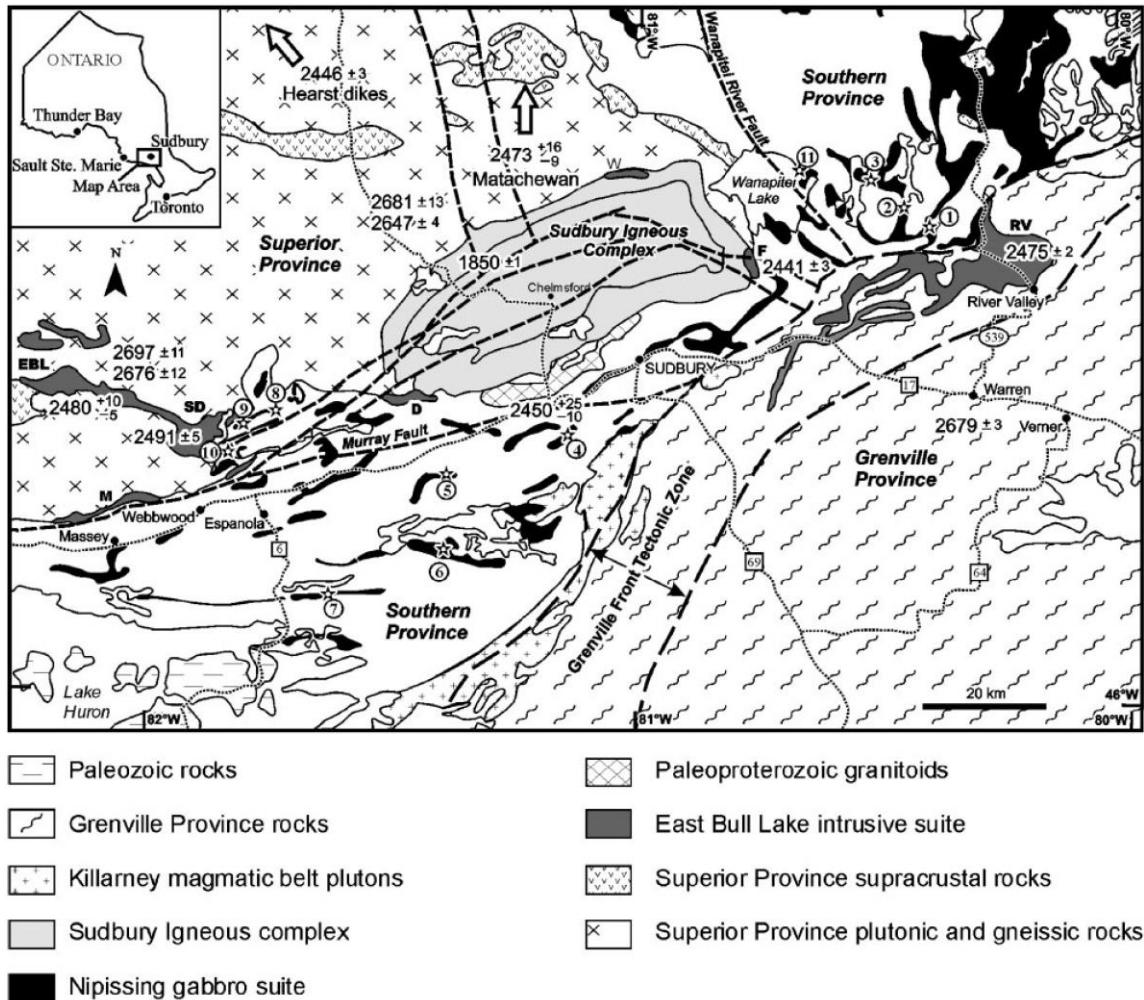 ONTARIO
Thunder Bay
Sudbury
Sault Ste. Marie
Map Area
Toronto
2446 ±3
Hearst dikes
2473 +16
−9
Matachewan
2681 ±13
2647 ± 4
Superior
Province
N
81°W
80°W
Wanapitei River Fault
Southern
Province
W
Wanapitei
Lake
11
3
2
1
Sudbury Igneous
Complex
1850 ±1
Chelmsford
F
2441 ± 3
RV
2475 ± 2
River Valley
539
EBL
2697 ±11
2676 ±12
2480 +10
−5
SD
2491 ±5
8
9
10
D
2450 +25
−10
SUDBURY
17
Warren
Verner
2679 ± 3
Murray Fault
4
5
6
7
M
Webbwood
Espanola
Massey
6
Grenville
Province
Grenville Front Tectonic Zone
69
64
Southern
Province
Lake
Huron
82°W
81°W
20 km
46°W
80°W
Paleozoic rocks
Grenville Province rocks
Killarney magmatic belt plutons
Sudbury Igneous complex
Nipissing gabbro suite
Paleoproterozoic granitoids
East Bull Lake intrusive suite
Superior Province supracrustal rocks
Superior Province plutonic and gneissic rocks